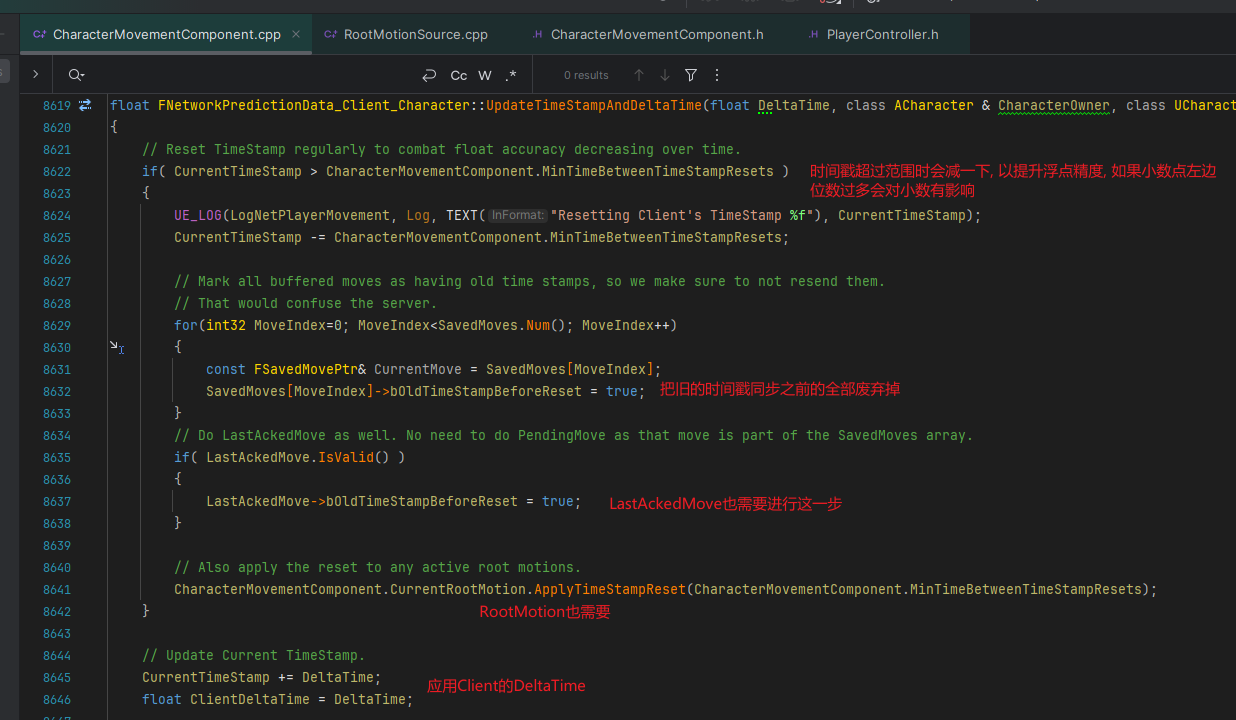 CharacterMovementComponent.cpp RootMotionSource.cpp CharacterMovementComponent.h PlayerController.h
Cc W .* 0 results
8619 float FNetworkPredictionData_Client_Character::UpdateTimeStampAndDeltaTime(float DeltaTime, class ACharacter & CharacterOwner, class UCharact
8620 {
8621 // Reset TimeStamp regularly to combat float accuracy decreasing over time.
8622 if( CurrentTimeStamp > CharacterMovementComponent.MinTimeBetweenTimeStampResets ) 时间戳超过范围时会减一下, 以提升浮点精度, 如果小数点左边
位数过多会对小数有影响
8623 {
8624 UE_LOG(LogNetPlayerMovement, Log, TEXT( InFormat: "Resetting Client's TimeStamp %f"), CurrentTimeStamp);
8625 CurrentTimeStamp -= CharacterMovementComponent.MinTimeBetweenTimeStampResets;
8626
8627 // Mark all buffered moves as having old time stamps, so we make sure to not resend them.
8628 // That would confuse the server.
8629 for(int32 MoveIndex=0; MoveIndex<SavedMoves.Num(); MoveIndex++)
8630 {
8631 const FSavedMovePtr& CurrentMove = SavedMoves[MoveIndex];
8632 SavedMoves[MoveIndex]->bOldTimeStampBeforeReset = true; 把旧的时间戳同步之前的全部废弃掉
8633 }
8634 // Do LastAckedMove as well. No need to do PendingMove as that move is part of the SavedMoves array.
8635 if( LastAckedMove.IsValid() )
8636 {
8637 LastAckedMove->bOldTimeStampBeforeReset = true; LastAckedMove也需要进行这一步
8638 }
8639
8640 // Also apply the reset to any active root motions.
8641 CharacterMovementComponent.CurrentRootMotion.ApplyTimeStampReset(CharacterMovementComponent.MinTimeBetweenTimeStampResets);
8642 } RootMotion也需要
8643
8644 // Update Current TimeStamp.
8645 CurrentTimeStamp += DeltaTime; 应用Client的DeltaTime
8646 float ClientDeltaTime = DeltaTime;